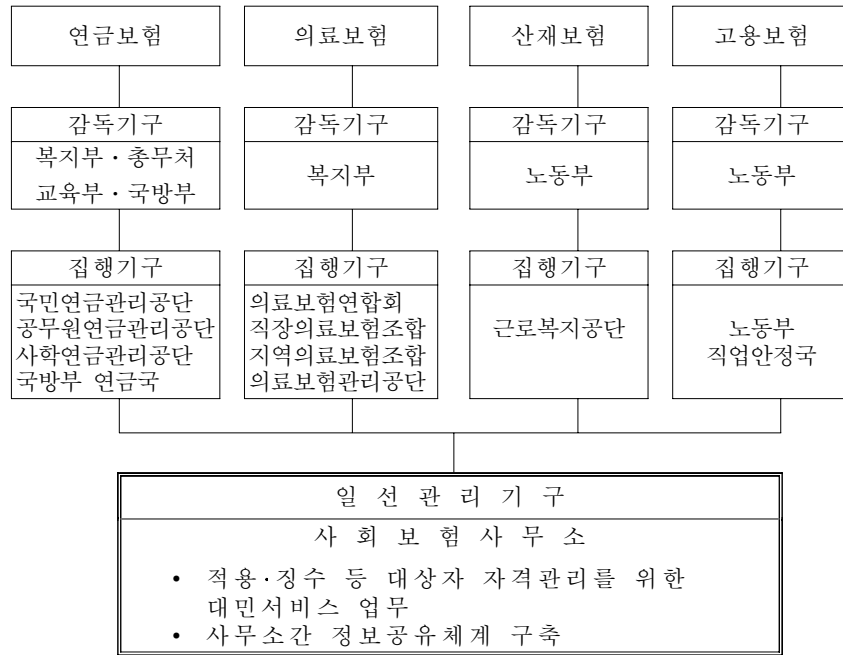 연금보험
의료보험
산재보험
고용보험
감독기구
복지부·총무처
교육부·국방부
감독기구
복지부
감독기구
노동부
감독기구
노동부
집행기구
국민연금관리공단
공무원연금관리공단
사학연금관리공단
국방부 연금국
집행기구
의료보험연합회
직장의료보험조합
지역의료보험조합
의료보험관리공단
집행기구
근로복지공단
집행기구
노동부
직업안정국
일 선 관 리 기 구
사 회 보 험 사 무 소
• 적용·징수 등 대상자 자격관리를 위한
대민서비스 업무
• 사무소간 정보공유체계 구축